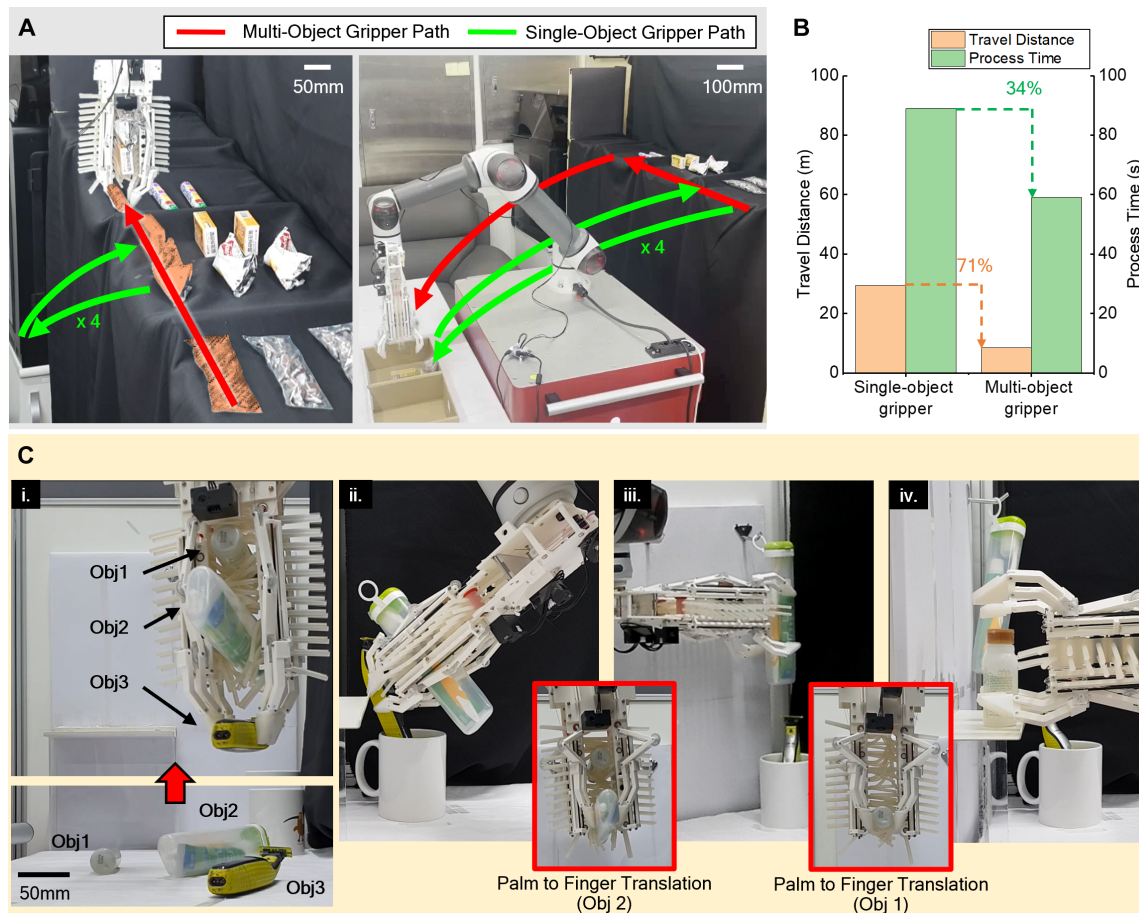 A
Multi-Object Gripper Path
Single-Object Gripper Path
50mm
x 4
100mm
x 4
B
Travel Distance
Process Time
100
80
60
40
20
0
Travel Distance (m)
100
80
60
40
20
0
Process Time (s)
34%
71%
Single-object
gripper
Multi-object
gripper
C
i.
Obj1
Obj2
Obj3
Obj1
Obj2
Obj3
50mm
ii.
iii.
iv.
Palm to Finger Translation
(Obj 2)
Palm to Finger Translation
(Obj 1)